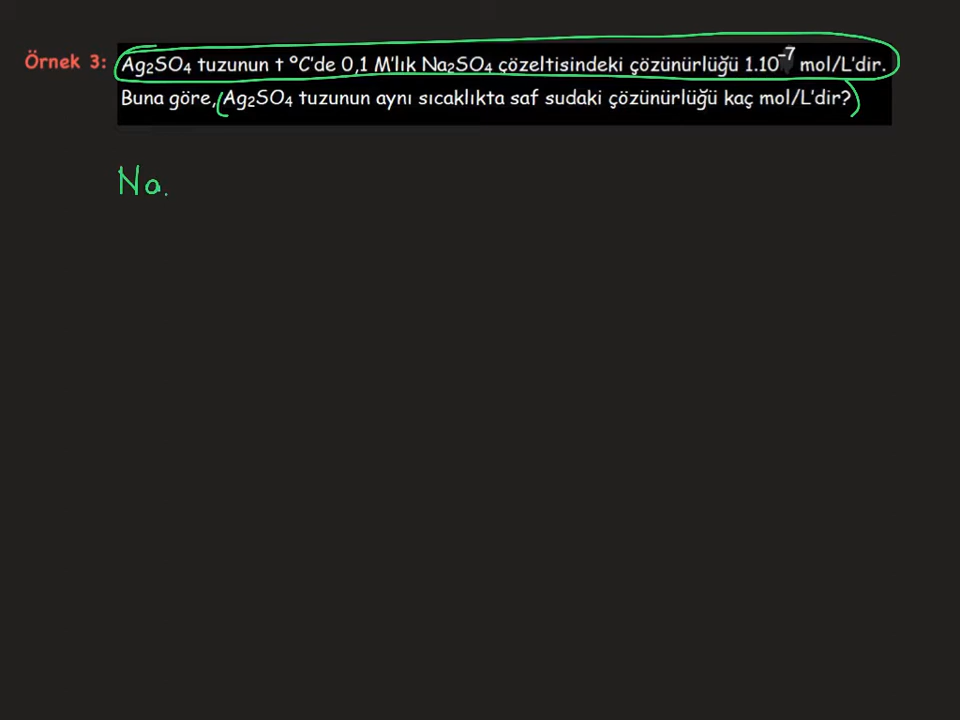 Örnek 3: Ag₂SO₄ tuzunun t °C'de 0,1 M'lık Na₂SO₄ çözeltisindeki çözünürlüğü 1.10⁻⁷ mol/L'dir.
Buna göre, Ag₂SO₄ tuzunun aynı sıcaklıkta saf sudaki çözünürlüğü kaç mol/L'dir?
Na.